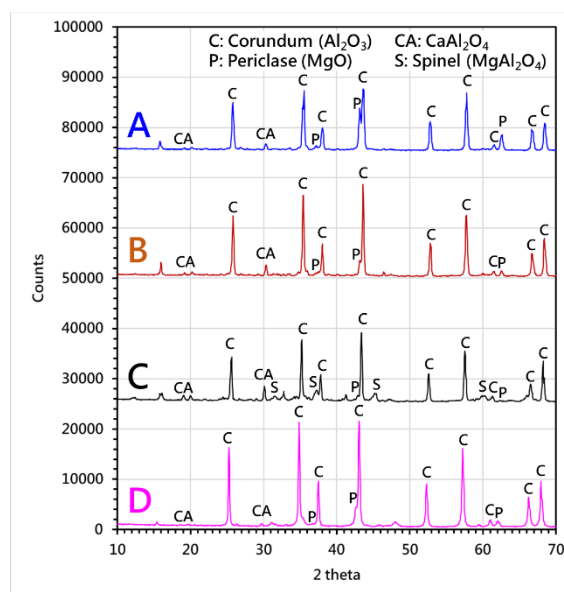 C: Corundum (Al₂O₃) CA: CaAl₂O₄
P: Periclase (MgO) S: Spinel (MgAl₂O₄)
100000
90000
80000
70000
60000
50000
40000
30000
20000
10000
0
Counts
A
CA C CA P C C P C C C C P C C
B
CA C CA C P C P C C C C P C C
C
CA C CA S C S C P C S C C S C P C C
D
CA C CA C P C P C C C C P C C
10 20 30 40 50 60 70
2 theta